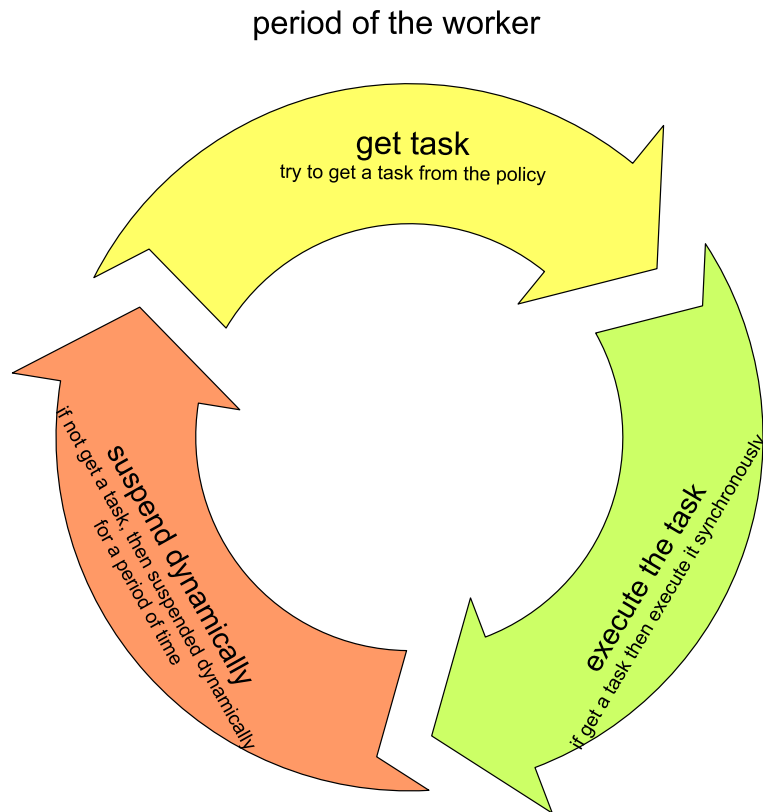 period of the worker
get task
try to get a task from the policy
execute the task
if get a task then execute it synchronously
suspend dynamically
if not get a task, then suspended dynamically
for a period of time